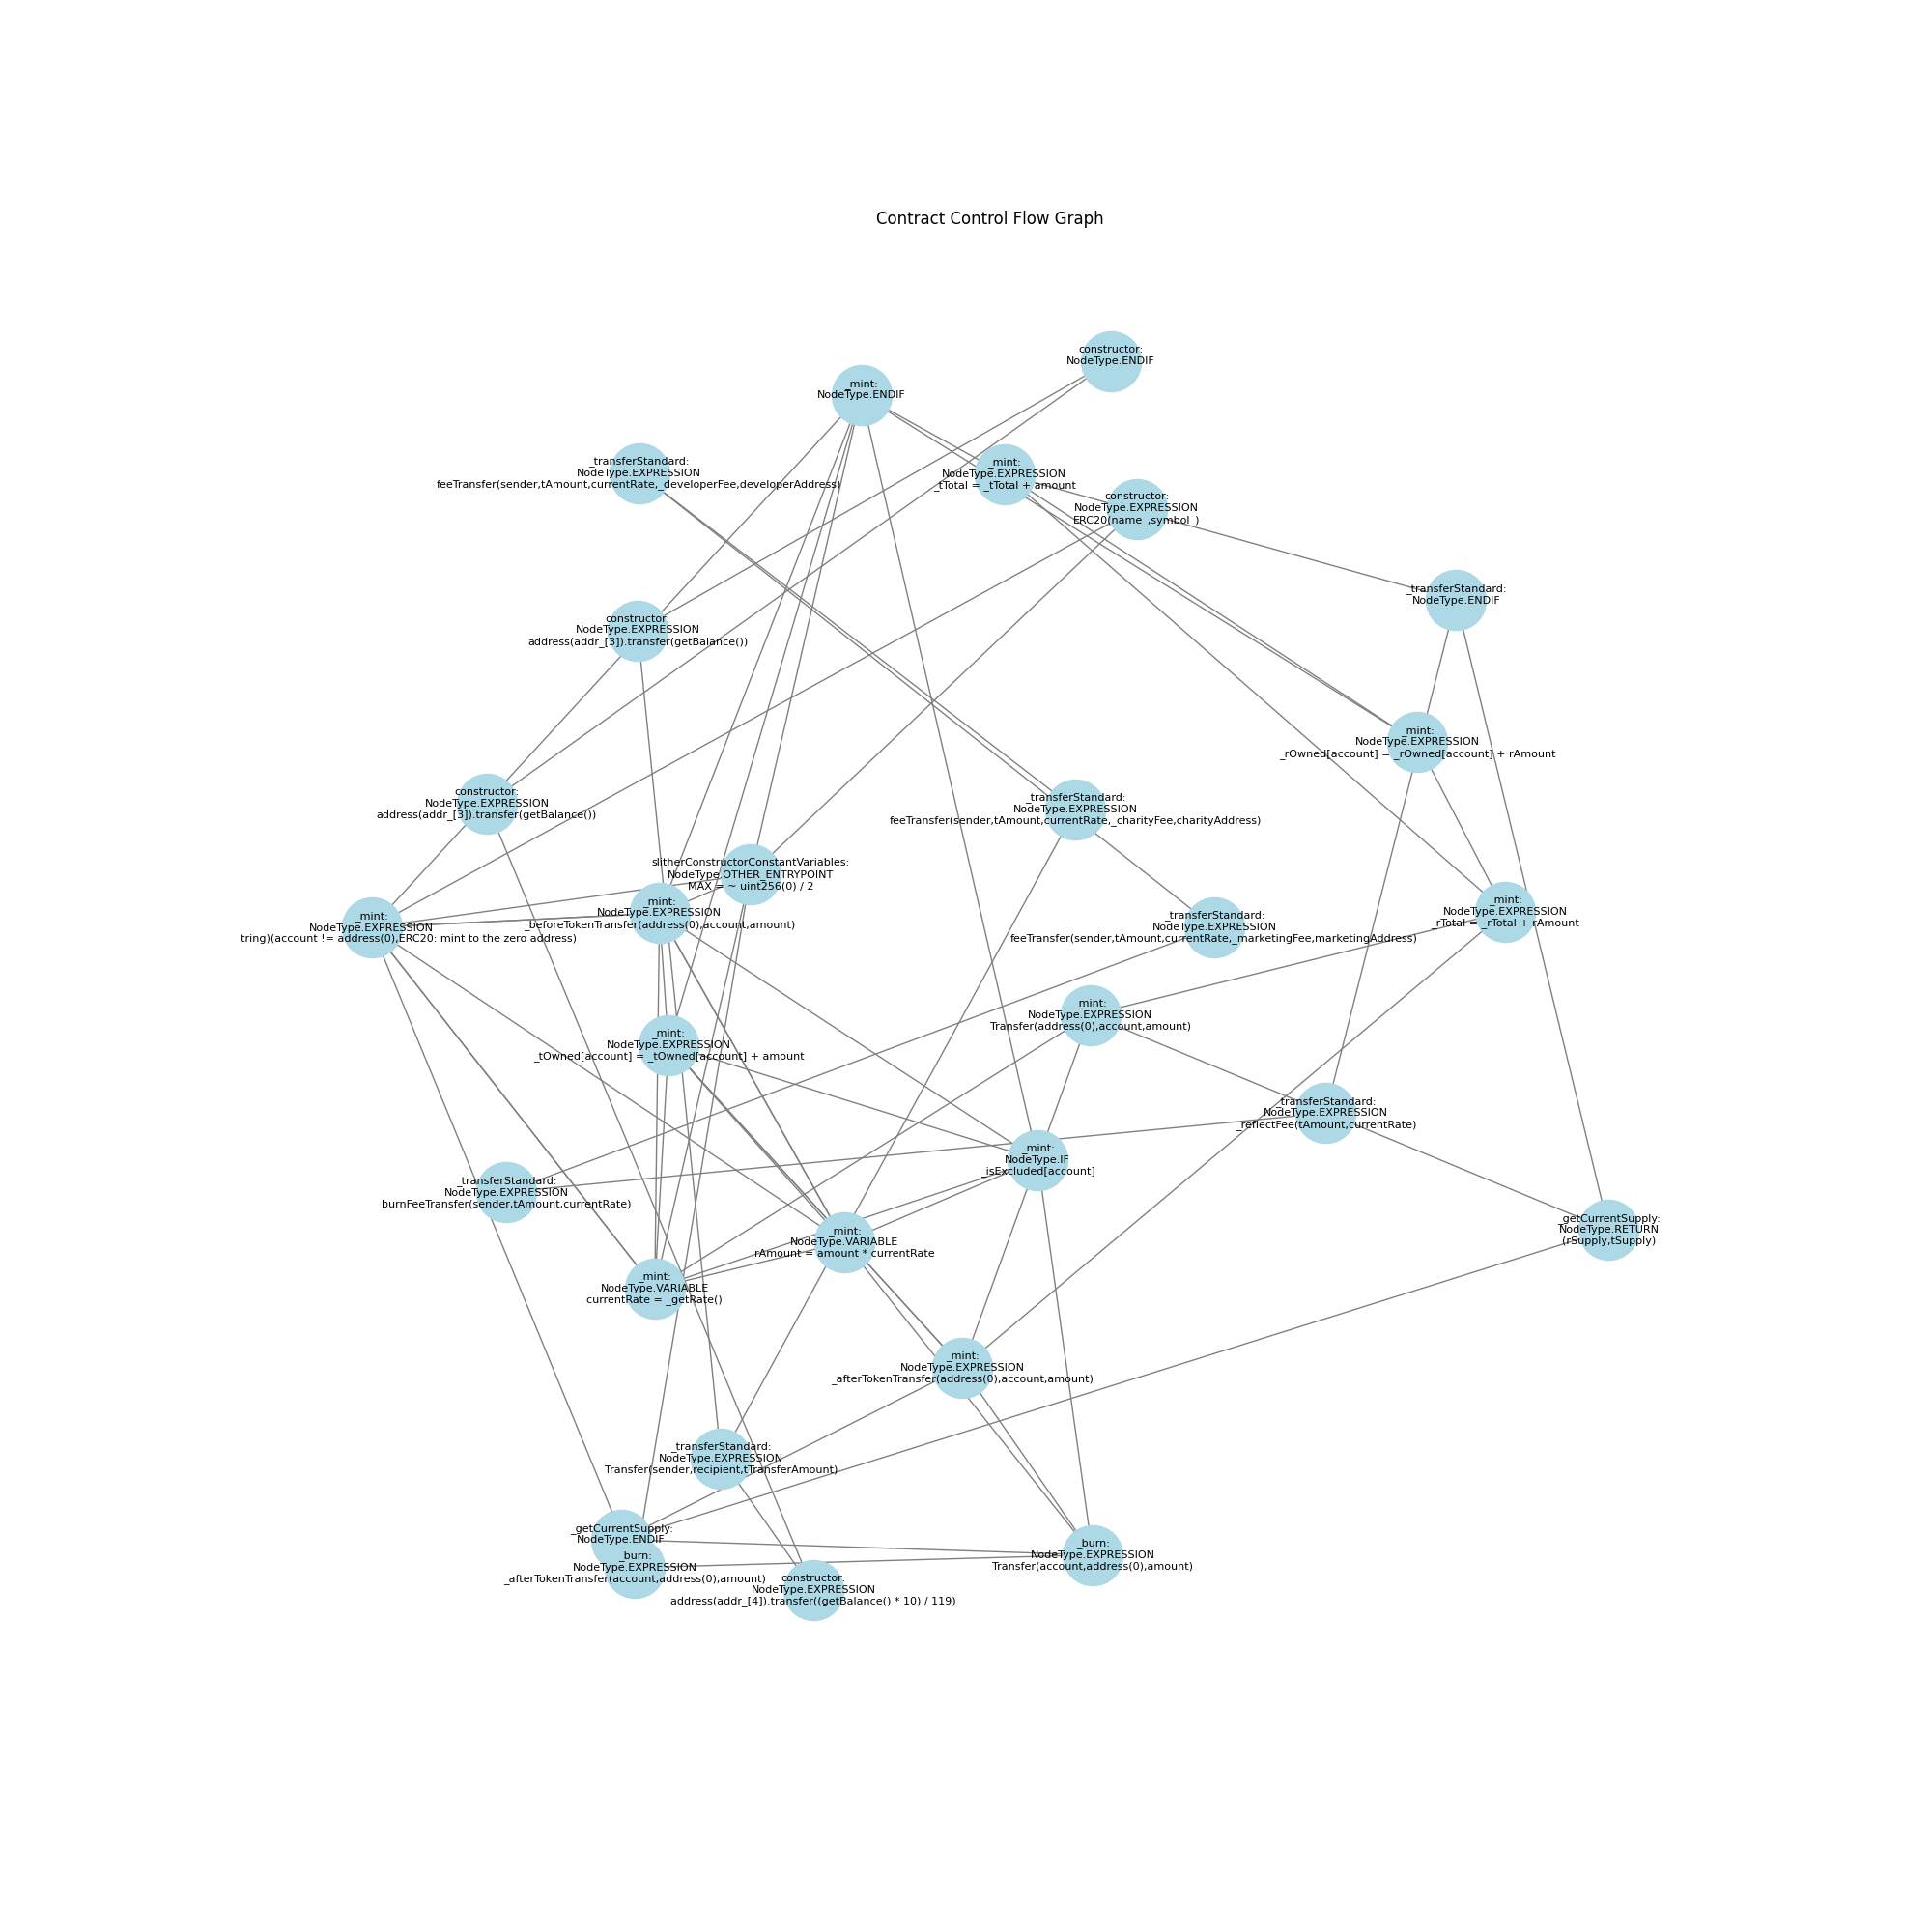 Contract Control Flow Graph
constructor:
NodeType.ENDIF
_mint:
NodeType.ENDIF
_transferStandard:
NodeType.EXPRESSION
feeTransfer(sender,tAmount,currentRate,_developerFee,developerAddress)
_mint:
NodeType.EXPRESSION
_tTotal = _tTotal + amount
constructor:
NodeType.EXPRESSION
ERC20(name_,symbol_)
_transferStandard:
NodeType.ENDIF
constructor:
NodeType.EXPRESSION
address(addr_[3]).transfer(getBalance())
_mint:
NodeType.EXPRESSION
_rOwned[account] = _rOwned[account] + rAmount
constructor:
NodeType.EXPRESSION
address(addr_[3]).transfer(getBalance())
_transferStandard:
NodeType.EXPRESSION
feeTransfer(sender,tAmount,currentRate,_charityFee,charityAddress)
slitherConstructorConstantVariables:
NodeType.OTHER_ENTRYPOINT
MAX = ~ uint256(0) / 2
_mint:
NodeType.EXPRESSION
_beforeTokenTransfer(address(0),account,amount)
_mint:
NodeType.EXPRESSION
tring)(account != address(0),ERC20: mint to the zero address)
_transferStandard:
NodeType.EXPRESSION
feeTransfer(sender,tAmount,currentRate,_marketingFee,marketingAddress)
_mint:
NodeType.EXPRESSION
_rTotal = _rTotal + rAmount
_mint:
NodeType.EXPRESSION
Transfer(address(0),account,amount)
_mint:
NodeType.EXPRESSION
_tOwned[account] = _tOwned[account] + amount
_transferStandard:
NodeType.EXPRESSION
_reflectFee(tAmount,currentRate)
_mint:
NodeType.IF
_isExcluded[account]
_transferStandard:
NodeType.EXPRESSION
burnFeeTransfer(sender,tAmount,currentRate)
_getCurrentSupply:
NodeType.RETURN
(rSupply,tSupply)
_mint:
NodeType.VARIABLE
rAmount = amount * currentRate
_mint:
NodeType.VARIABLE
currentRate = _getRate()
_mint:
NodeType.EXPRESSION
_afterTokenTransfer(address(0),account,amount)
_transferStandard:
NodeType.EXPRESSION
Transfer(sender,recipient,tTransferAmount)
_getCurrentSupply:
NodeType.ENDIF
_burn:
NodeType.EXPRESSION
_afterTokenTransfer(account,address(0),amount)
_burn:
NodeType.EXPRESSION
Transfer(account,address(0),amount)
constructor:
NodeType.EXPRESSION
address(addr_[4]).transfer((getBalance() * 10) / 119)